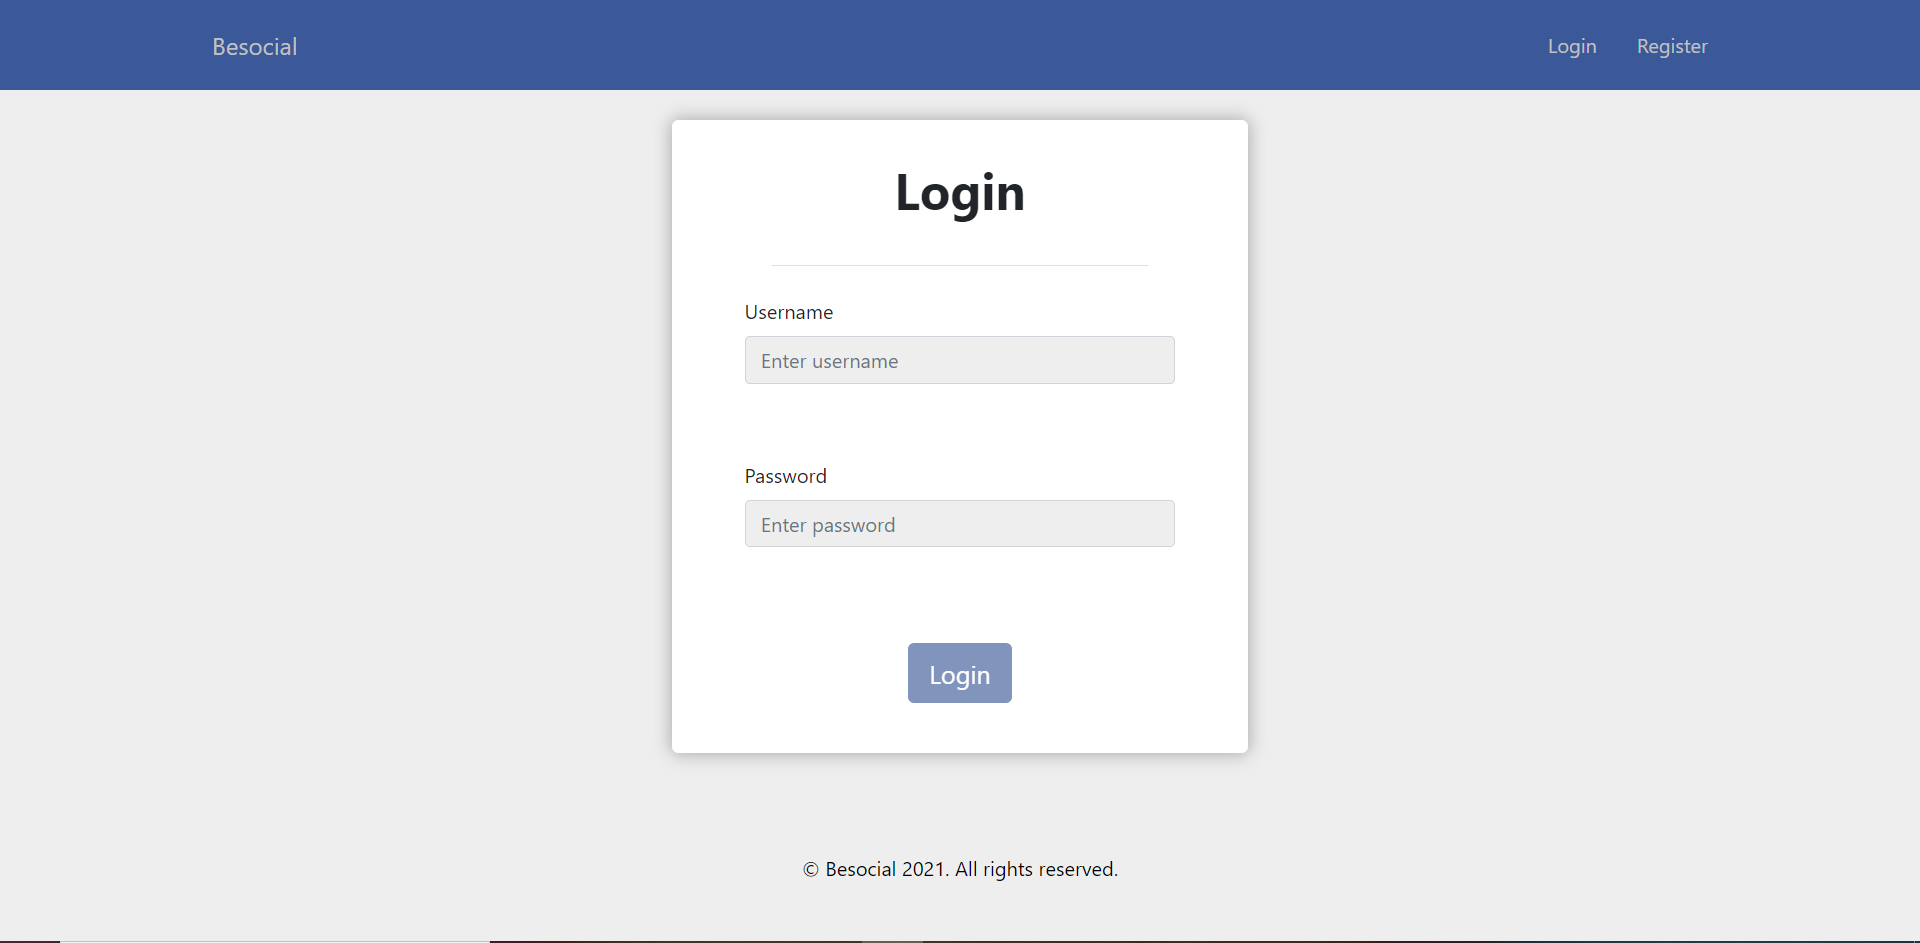 Besocial
Login Register
Login
Username
Enter username
Password
Enter password
Login
© Besocial 2021. All rights reserved.